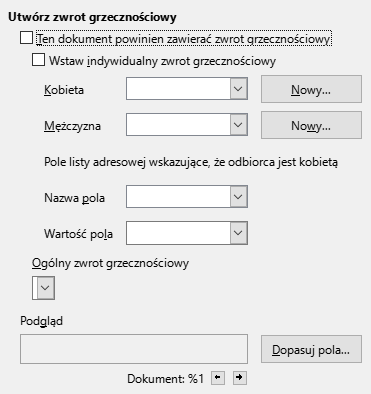 Utwórz zwrot grzecznościowy
Ten dokument powinien zawierać zwrot grzecznościowy
Wstaw indywidualny zwrot grzecznościowy
Kobieta Nowy...
Mężczyzna Nowy...
Pole listy adresowej wskazujące, że odbiorca jest kobietą
Nazwa pola
Wartość pola
Ogólny zwrot grzecznościowy
Podgląd
Dopasuj pola...
Dokument: %1